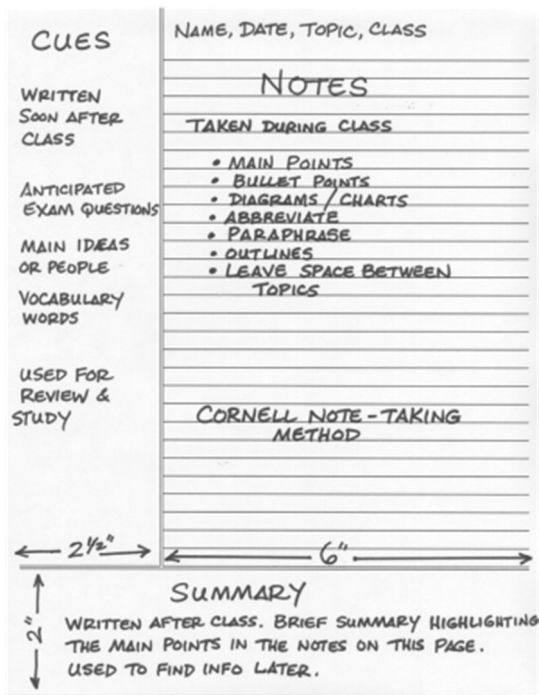 CUES
WRITTEN
SOON AFTER
CLASS
ANTICIPATED
EXAM QUESTIONS
MAIN IDEAS
OR PEOPLE
VOCABULARY
WORDS
USED FOR
REVIEW &
STUDY
2 1/2"
NAME, DATE, TOPIC, CLASS
NOTES
TAKEN DURING CLASS
• MAIN POINTS
• BULLET POINTS
• DIAGRAMS / CHARTS
• ABBREVIATE
• PARAPHRASE
• OUTLINES
• LEAVE SPACE BETWEEN
TOPICS
CORNELL NOTE-TAKING
METHOD
6"
2"
SUMMARY
WRITTEN AFTER CLASS. BRIEF SUMMARY HIGHLIGHTING
THE MAIN POINTS IN THE NOTES ON THIS PAGE.
USED TO FIND INFO LATER.